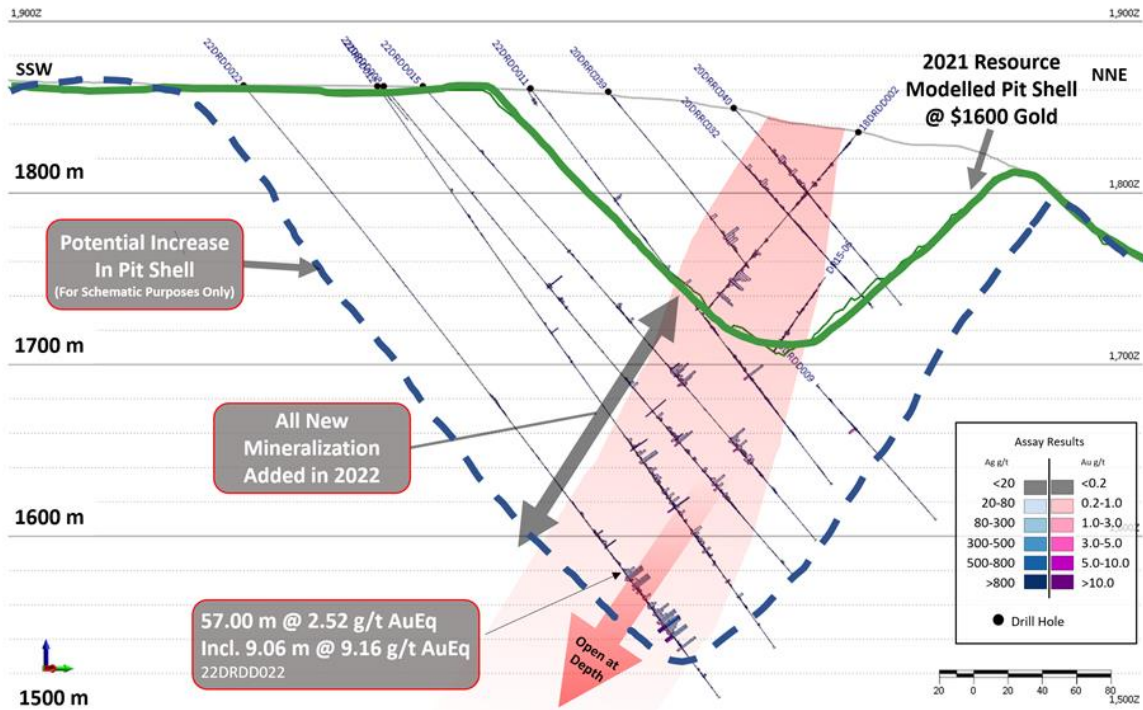 1,900Z
1,900Z
SSW
22DRDD022
22DRDD015
22DRDD011
20DRRC039
20DRRC040
20DRRC032
18DRDD002
2021 Resource
Modelled Pit Shell
@ $1600 Gold
NNE
1800 m
1,800Z
Potential Increase
In Pit Shell
(For Schematic Purposes Only)
1700 m
1,700Z
All New
Mineralization
Added in 2022
Assay Results
Ag g/t
Au g/t
<20
<0.2
20-80
0.2-1.0
80-300
1.0-3.0
300-500
3.0-5.0
500-800
5.0-10.0
>800
>10.0
Drill Hole
1600 m
57.00 m @ 2.52 g/t AuEq
Incl. 9.06 m @ 9.16 g/t AuEq
22DRDD022
Open at
Depth
1500 m
20 0 20 40 60 80
1,500Z